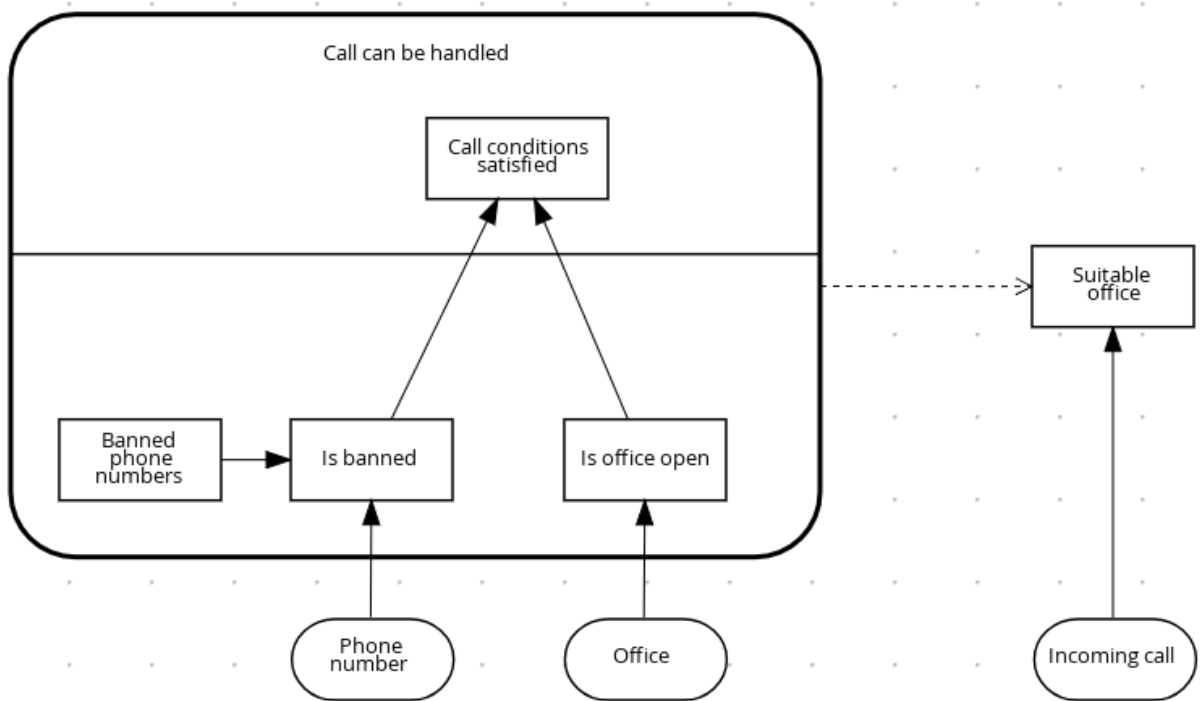 Call can be handled
Call conditions
satisfied
Suitable
office
Banned
phone
numbers
Is banned
Is office open
Phone
number
Office
Incoming call